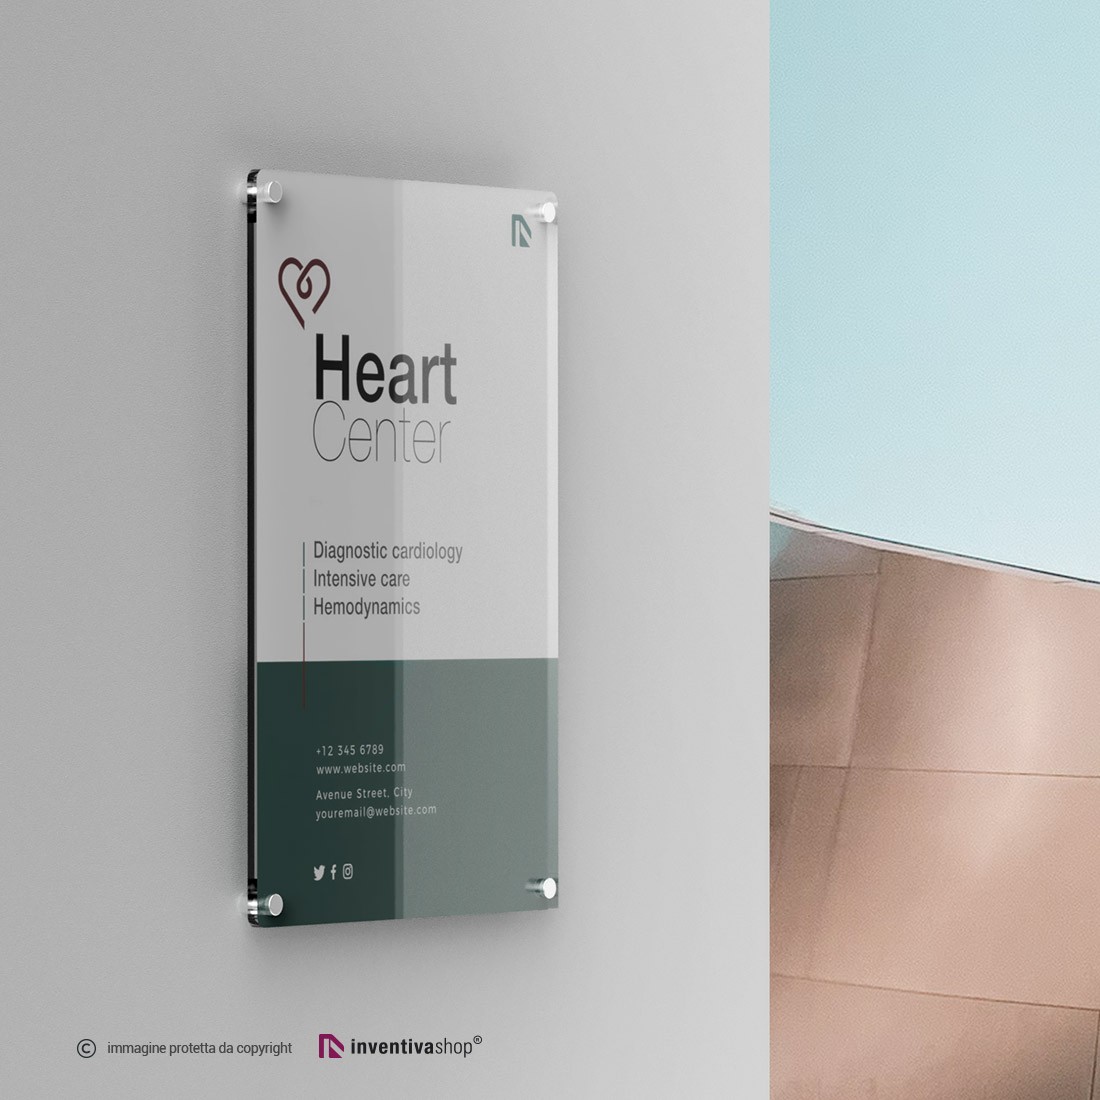 Heart
Center
Diagnostic cardiology
Intensive care
Hemodynamics
+12 345 6789
www.website.com
Avenue Street. City
youremail@website.com
© immagine protetta da copyright
inventivashop®